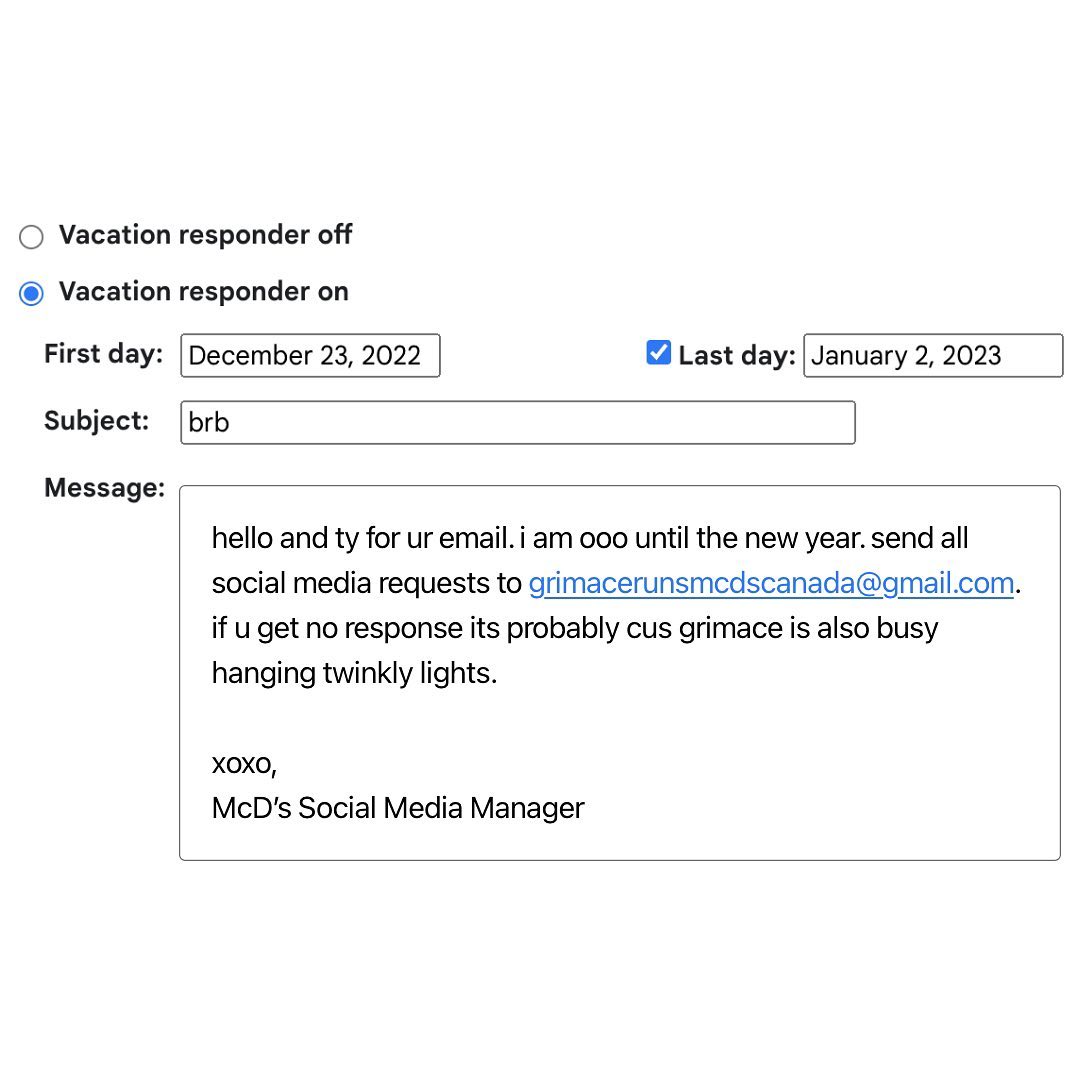 Vacation responder off
Vacation responder on
First day: December 23, 2022 Last day: January 2, 2023
Subject: brb
Message:
hello and ty for ur email. i am ooo until the new year. send all
social media requests to grimacerunsmcdscanada@gmail.com.
if u get no response its probably cus grimace is also busy
hanging twinkly lights.
xoxo,
McD’s Social Media Manager